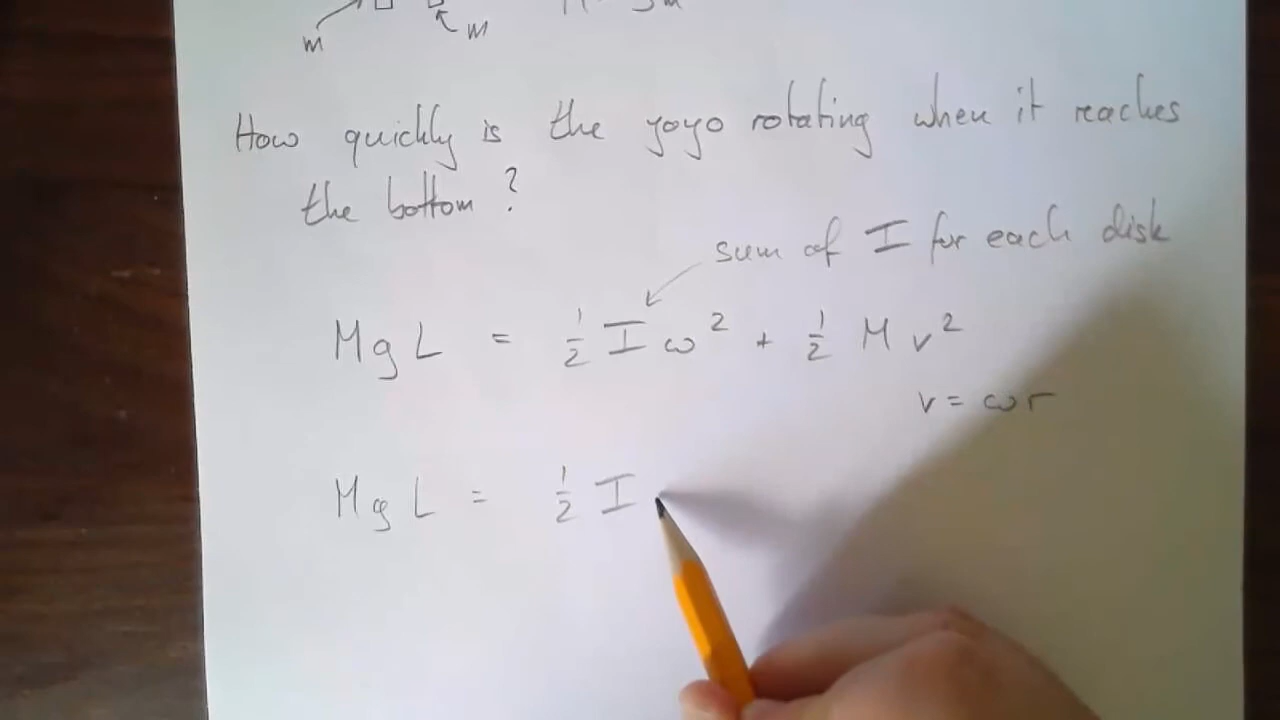 m
m
How quickly is the yoyo rotating when it reaches
the bottom ?
sum of I for each disk
MgL = ½ I ω² + ½ M v²
v = ωr
MgL = ½ I